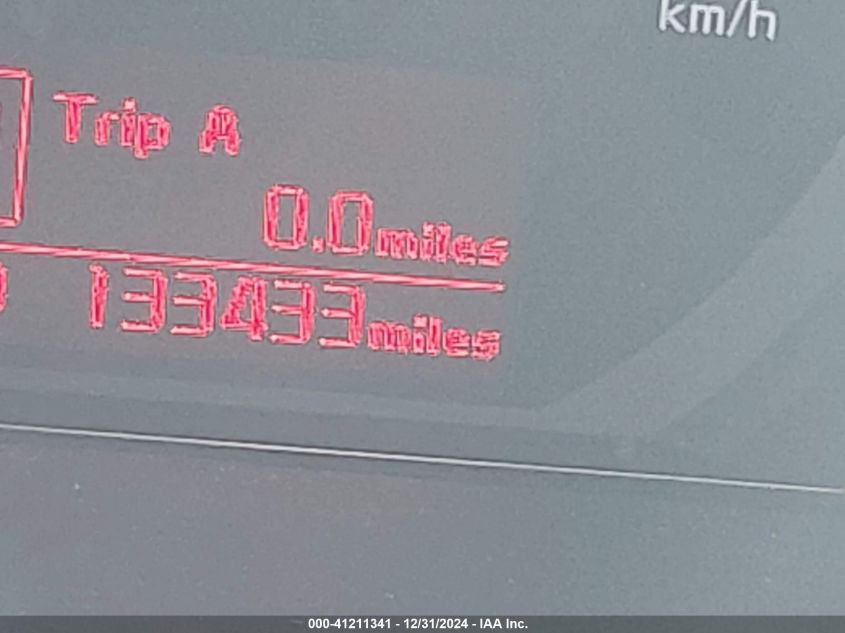 km/h
Trip A
0.0miles
133433miles
000-41211341 - 12/31/2024 - IAA Inc.